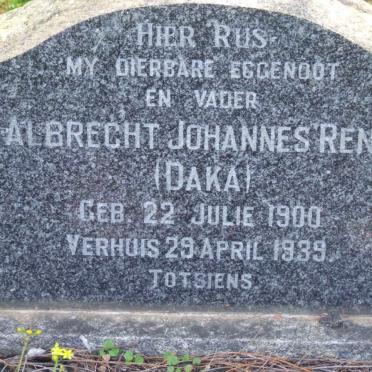 HIER RUS
MY DIERBARE EGGENOOT
EN VADER
ALBRECHT JOHANNES REN
(DAKA)
GEB. 22 JULIE 1900
VERHUIS 29 APRIL 1939
TOTSIENS